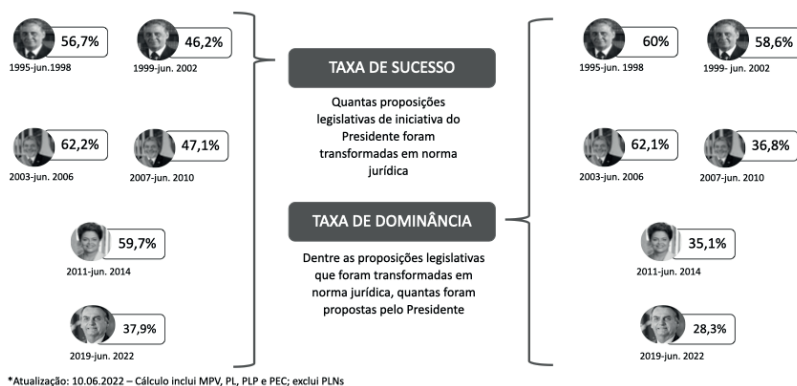 56,7%
46,2%
1995-jun.1998
1999-jun. 2002
62,2%
47,1%
2003-jun. 2006
2007-jun. 2010
59,7%
2011-jun. 2014
37,9%
2019-jun. 2022
TAXA DE SUCESSO
Quantas proposições
legislativas de iniciativa do
Presidente foram
transformadas em norma
jurídica
TAXA DE DOMINÂNCIA
Dentre as proposições legislativas
que foram transformadas em
norma jurídica, quantas foram
propostas pelo Presidente
60%
58,6%
1995-jun. 1998
1999- jun. 2002
62,1%
36,8%
2003-jun. 2006
2007-jun. 2010
35,1%
2011-jun. 2014
28,3%
2019-jun. 2022
*Atualização: 10.06.2022 – Cálculo inclui MPV, PL, PLP e PEC; exclui PLNs